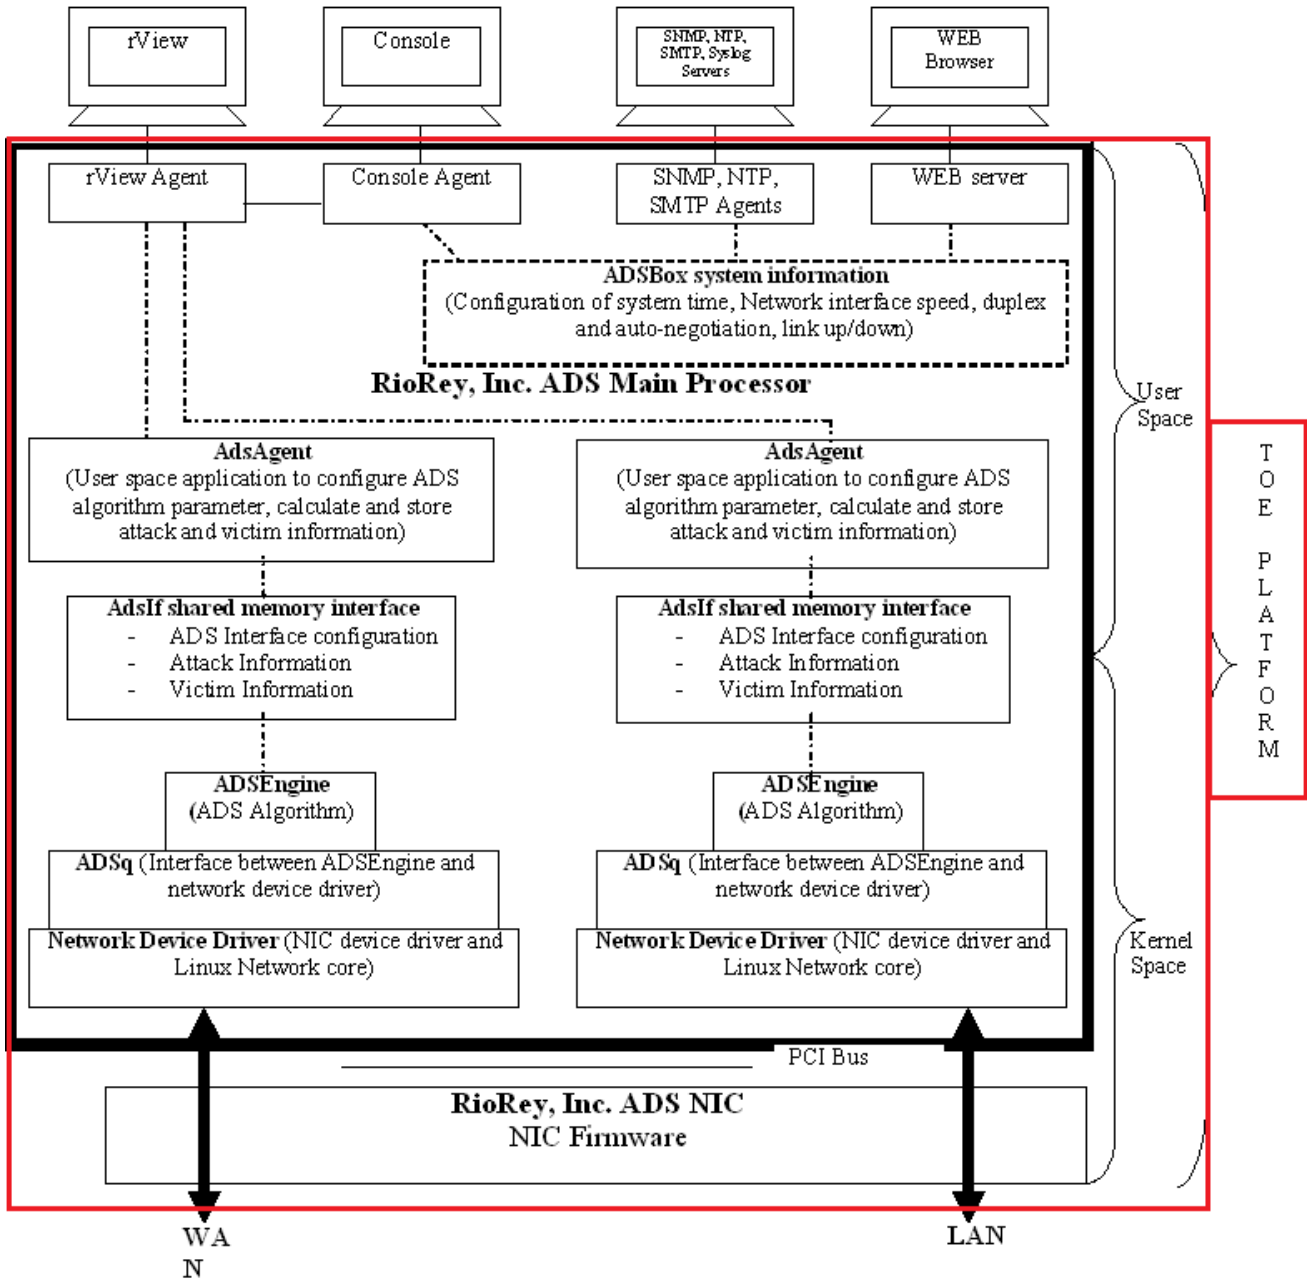 rView
Console
SNMP, NTP,
SMTP, Syslog
Servers
WEB
Browser
rView Agent
Console Agent
SNMP, NTP,
SMTP Agents
WEB server
ADSBox system information
(Configuration of system time, Network interface speed, duplex
and auto-negotiation, link up/down)
RioRey, Inc. ADS Main Processor
User
Space
AdsAgent
(User space application to configure ADS
algorithm parameter, calculate and store
attack and victim information)
AdsAgent
(User space application to configure ADS
algorithm parameter, calculate and store
attack and victim information)
T
O
E
P
L
A
T
F
O
R
M
AdsIf shared memory interface
- ADS Interface configuration
- Attack Information
- Victim Information
AdsIf shared memory interface
- ADS Interface configuration
- Attack Information
- Victim Information
ADSEngine
(ADS Algorithm)
ADSEngine
(ADS Algorithm)
ADSq (Interface between ADSEngine and
network device driver)
ADSq (Interface between ADSEngine and
network device driver)
Network Device Driver (NIC device driver and
Linux Network core)
Network Device Driver (NIC device driver and
Linux Network core)
Kernel
Space
PCI Bus
RioRey, Inc. ADS NIC
NIC Firmware
WA
N
LAN